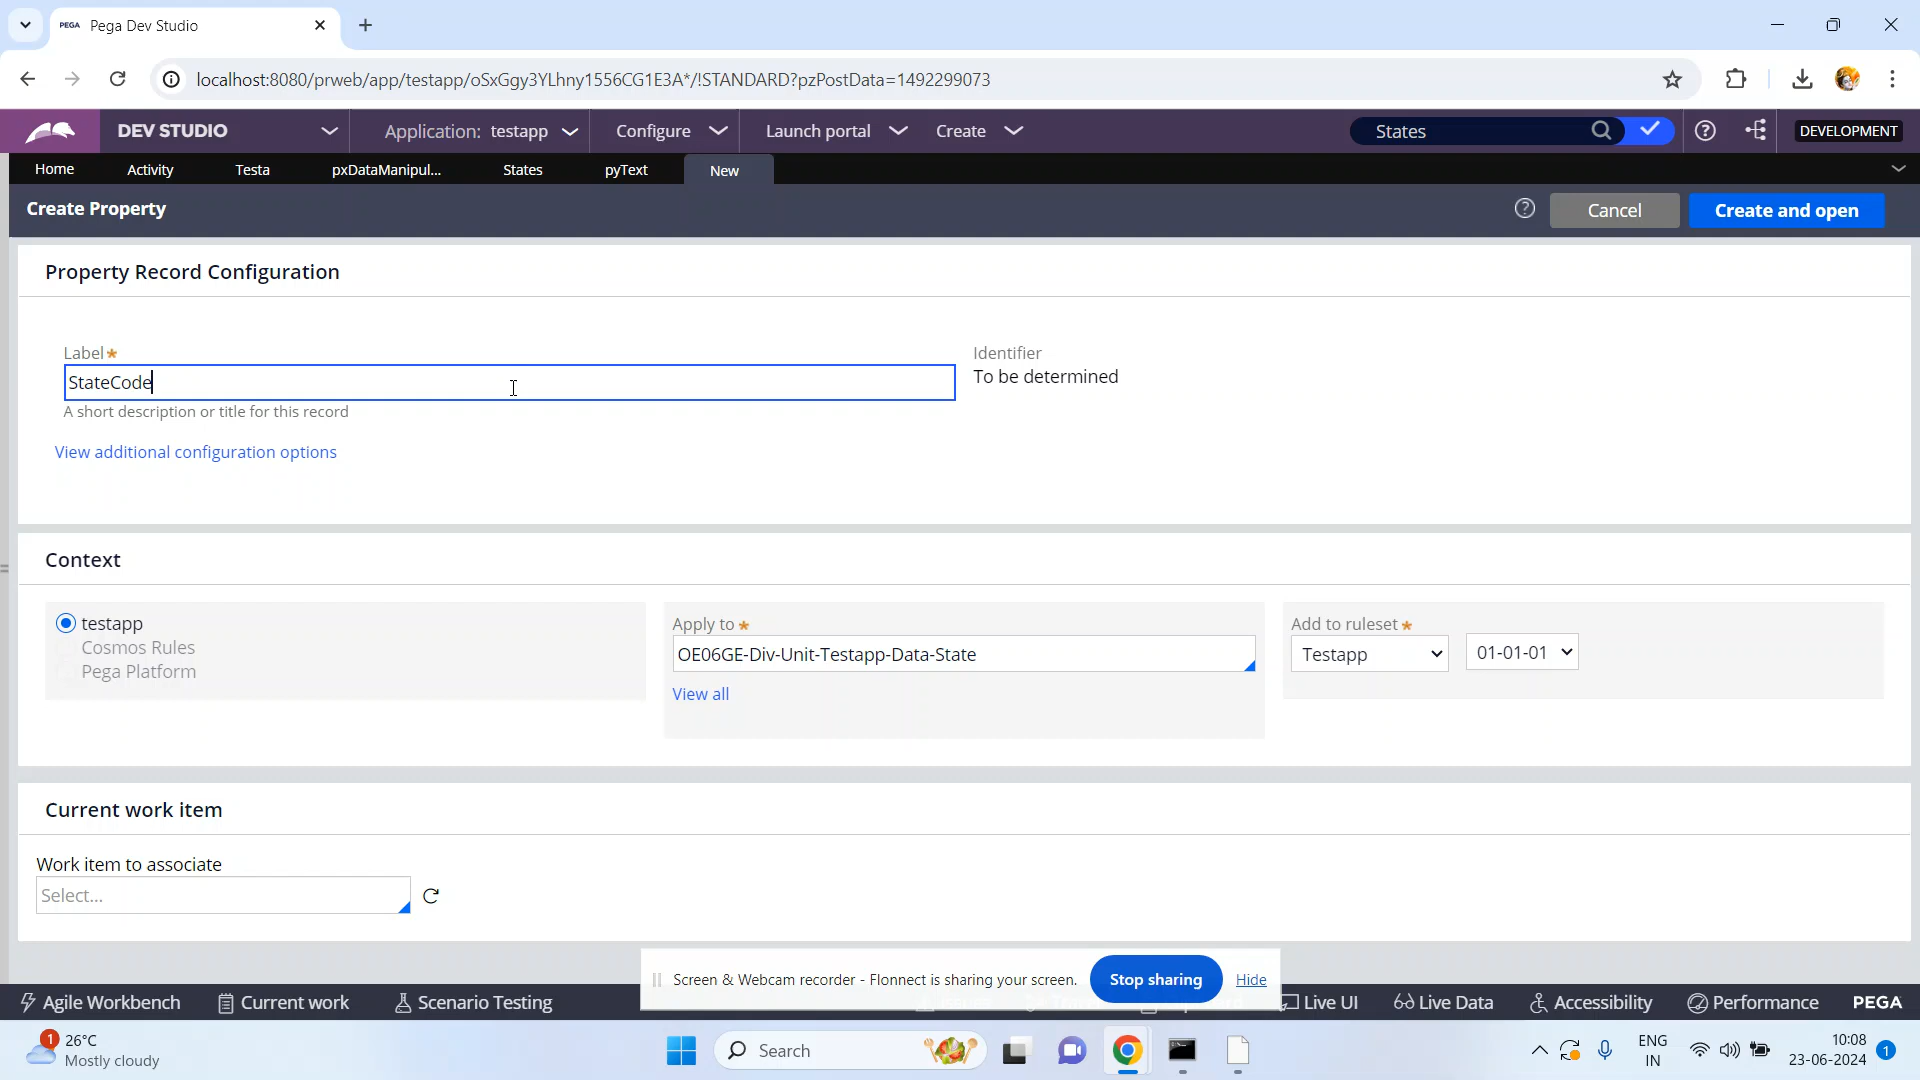 PEGA Pega Dev Studio
localhost:8080/prweb/app/testapp/oSxGgy3YLhny1556CG1E3A*/!STANDARD?pzPostData=1492299073
DEV STUDIO Application: testapp Configure Launch portal Create States DEVELOPMENT
Home Activity Testa pxDataManipul... States pyText New
Create Property Cancel Create and open
Property Record Configuration
Label* Identifier
StateCode To be determined
A short description or title for this record
View additional configuration options
Context
testapp Apply to* Add to ruleset*
Cosmos Rules OE06GE-Div-Unit-Testapp-Data-State Testapp 01-01-01
Pega Platform
View all
Current work item
Work item to associate
Select...
Screen & Webcam recorder - Flonnect is sharing your screen. Stop sharing Hide
Agile Workbench Current work Scenario Testing Live UI Live Data Accessibility Performance PEGA
1 26°C
Mostly cloudy
Search
ENG
IN
10:08
23-06-2024 1